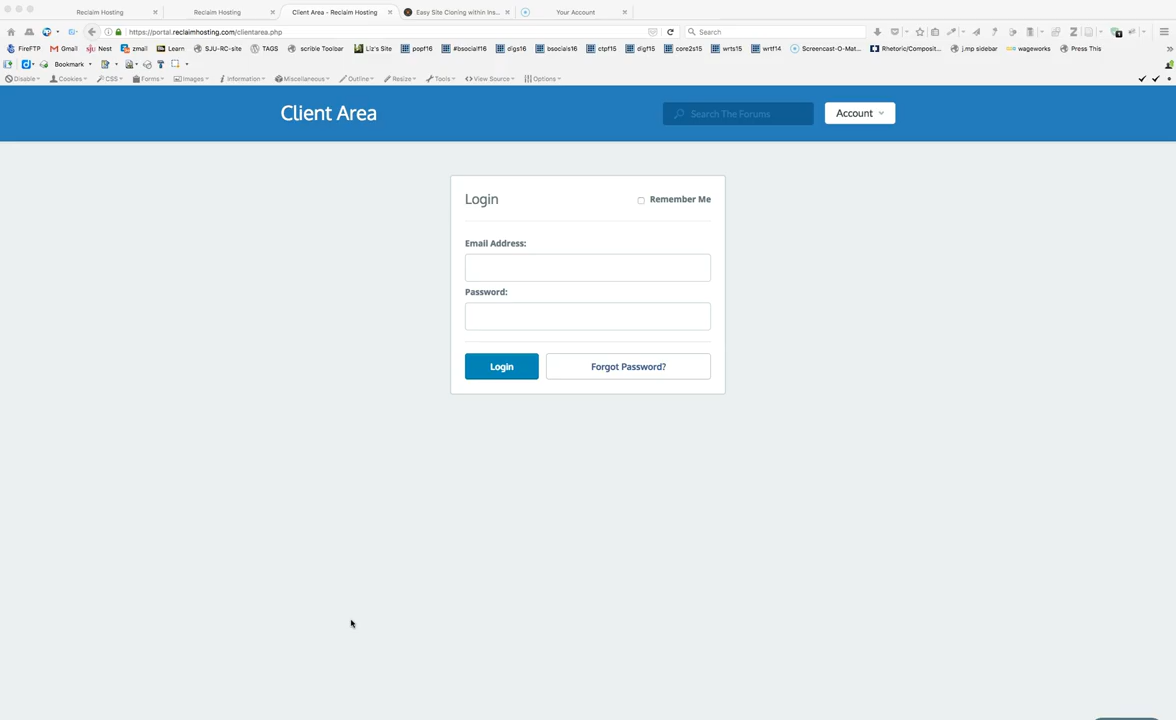 Reclaim Hosting
Reclaim Hosting
Client Area - Reclaim Hosting
Easy Site Cloning within Ins...
Your Account
https://portal.reclaimhosting.com/clientarea.php
Search
FireFTP Gmail Nest zmail Learn SJU-RC-site TAGS scrible Toolbar Liz's Site popf16 #bsocial16 digs16 bsocials16 ctpf15 digf15 core2s15 wrts15 wrtf14 Screencast-O-Mat... Rhetoric/Composit... j.mp sidebar wageworks Press This
Bookmark
Disable Cookies CSS Forms Images Information Miscellaneous Outline Resize Tools View Source Options
Client Area
Search The Forums
Account
Login
Remember Me
Email Address:
Password:
Login
Forgot Password?